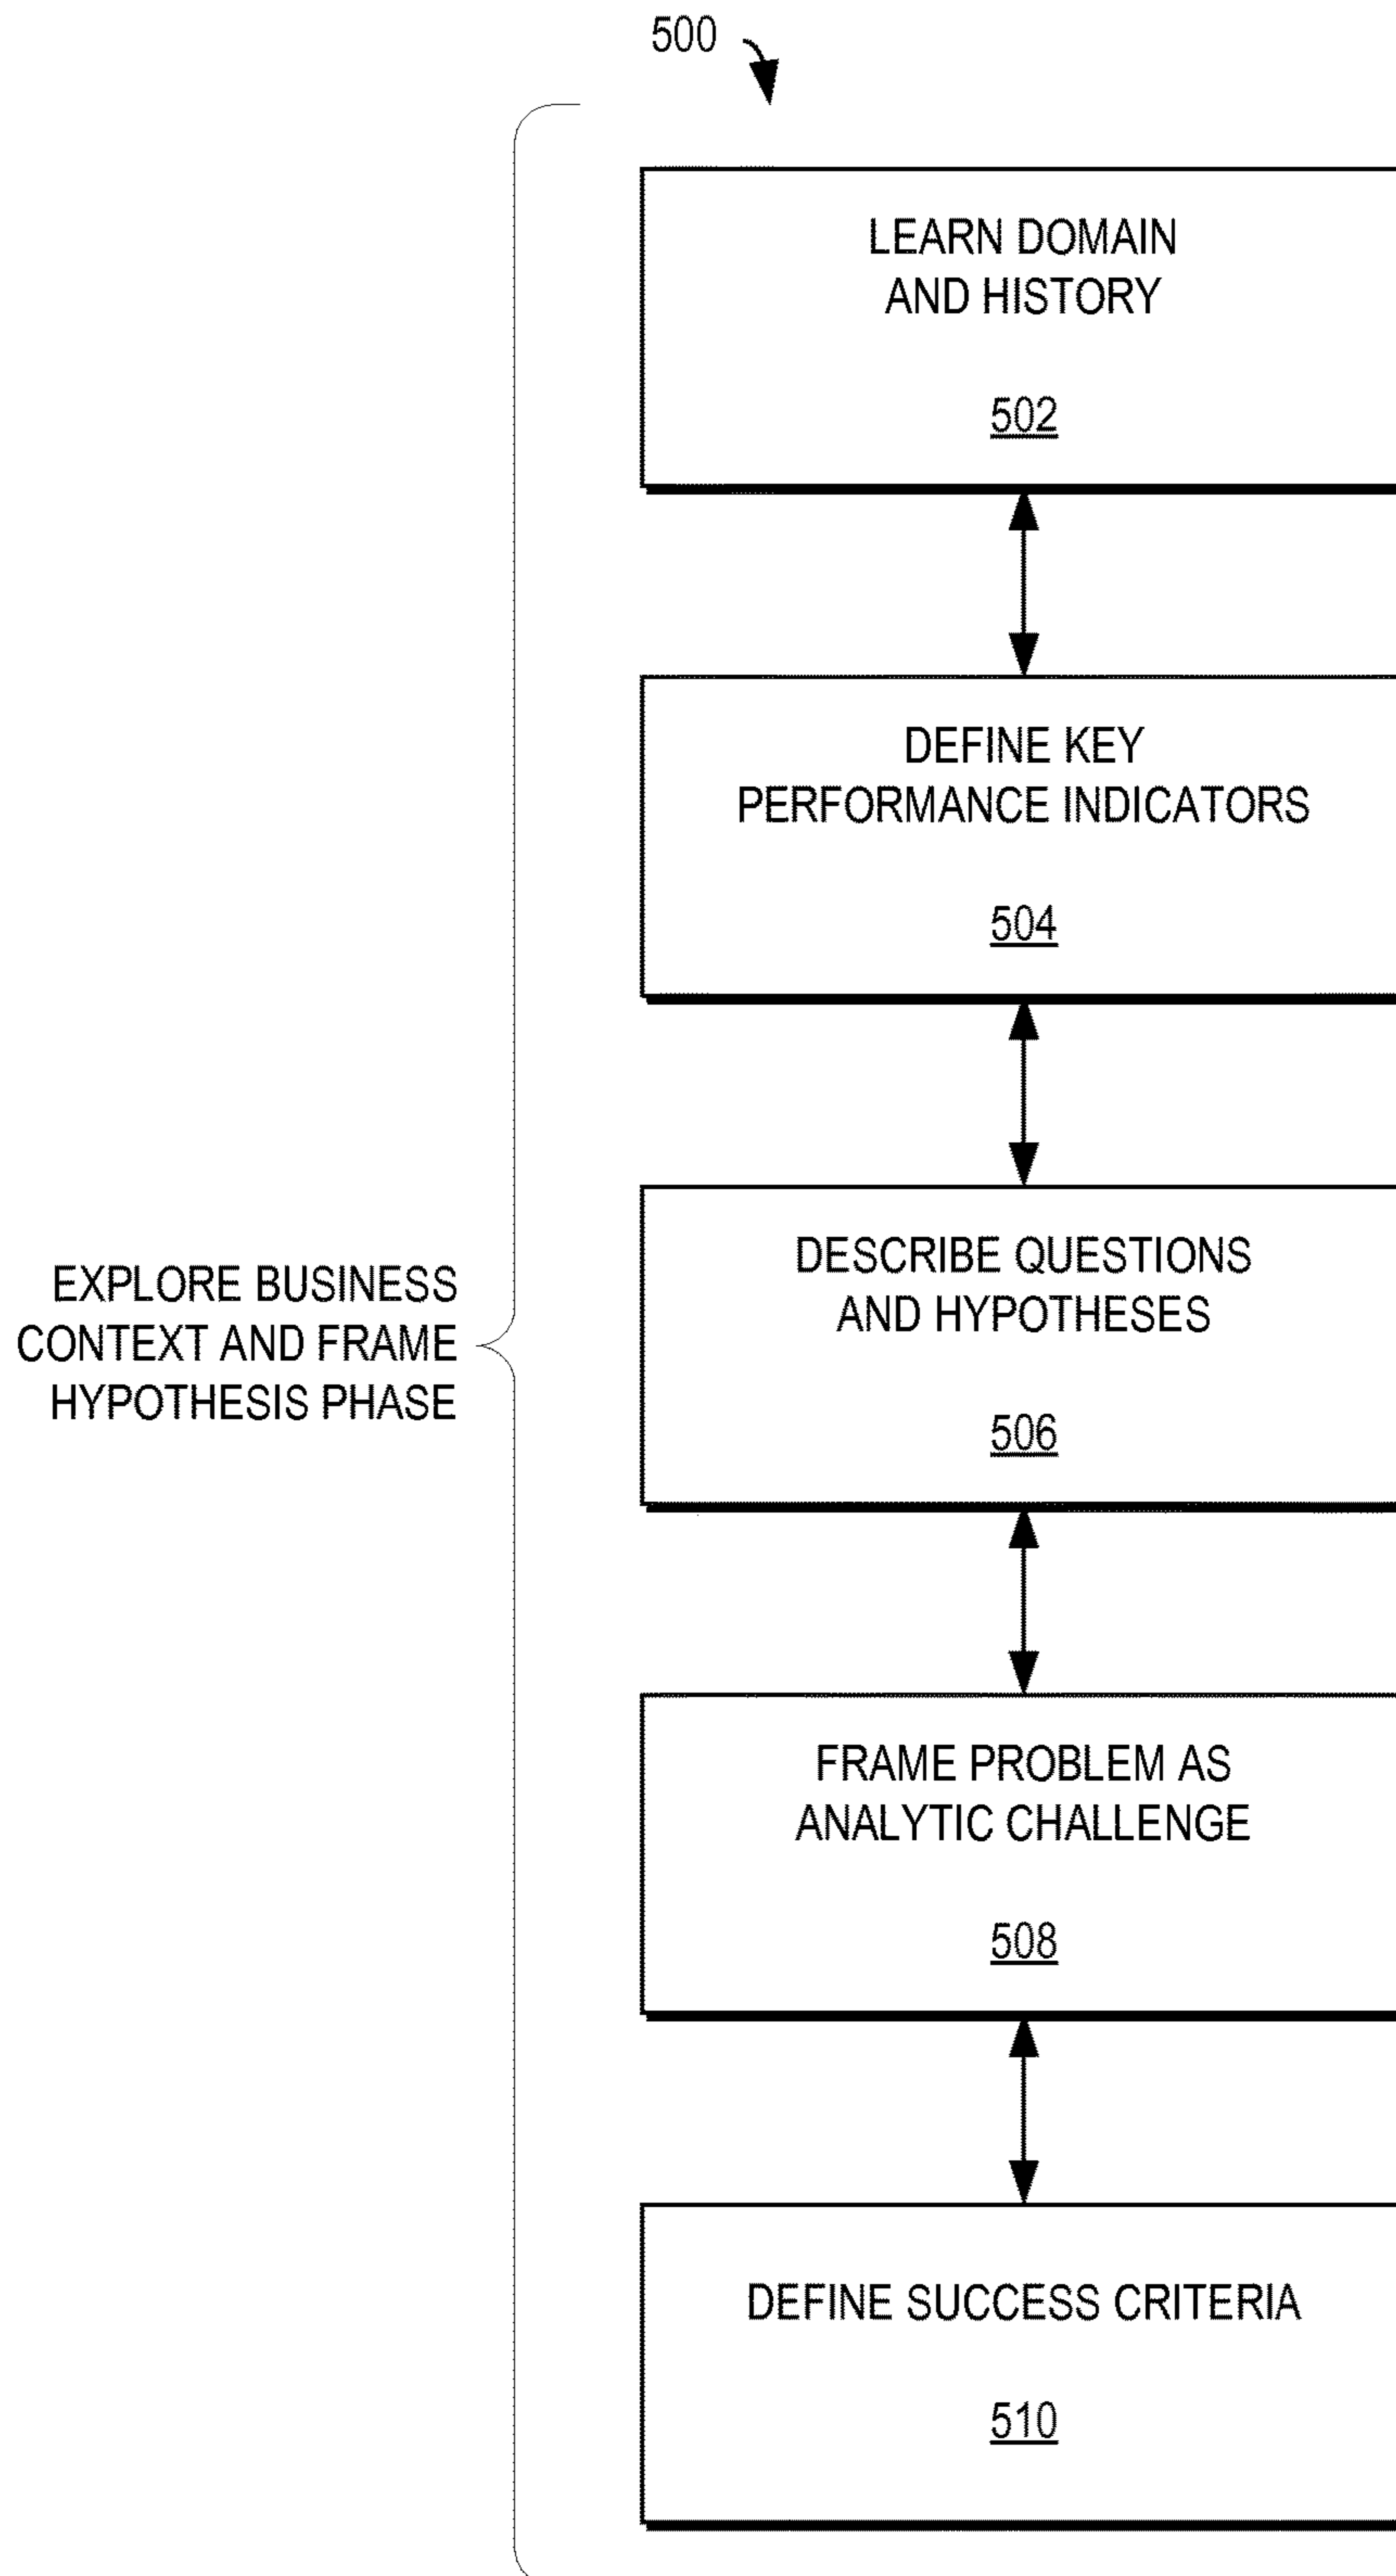 500
LEARN DOMAIN
AND HISTORY
502
DEFINE KEY
PERFORMANCE INDICATORS
504
EXPLORE BUSINESS
CONTEXT AND FRAME
HYPOTHESIS PHASE
DESCRIBE QUESTIONS
AND HYPOTHESES
506
FRAME PROBLEM AS
ANALYTIC CHALLENGE
508
DEFINE SUCCESS CRITERIA
510